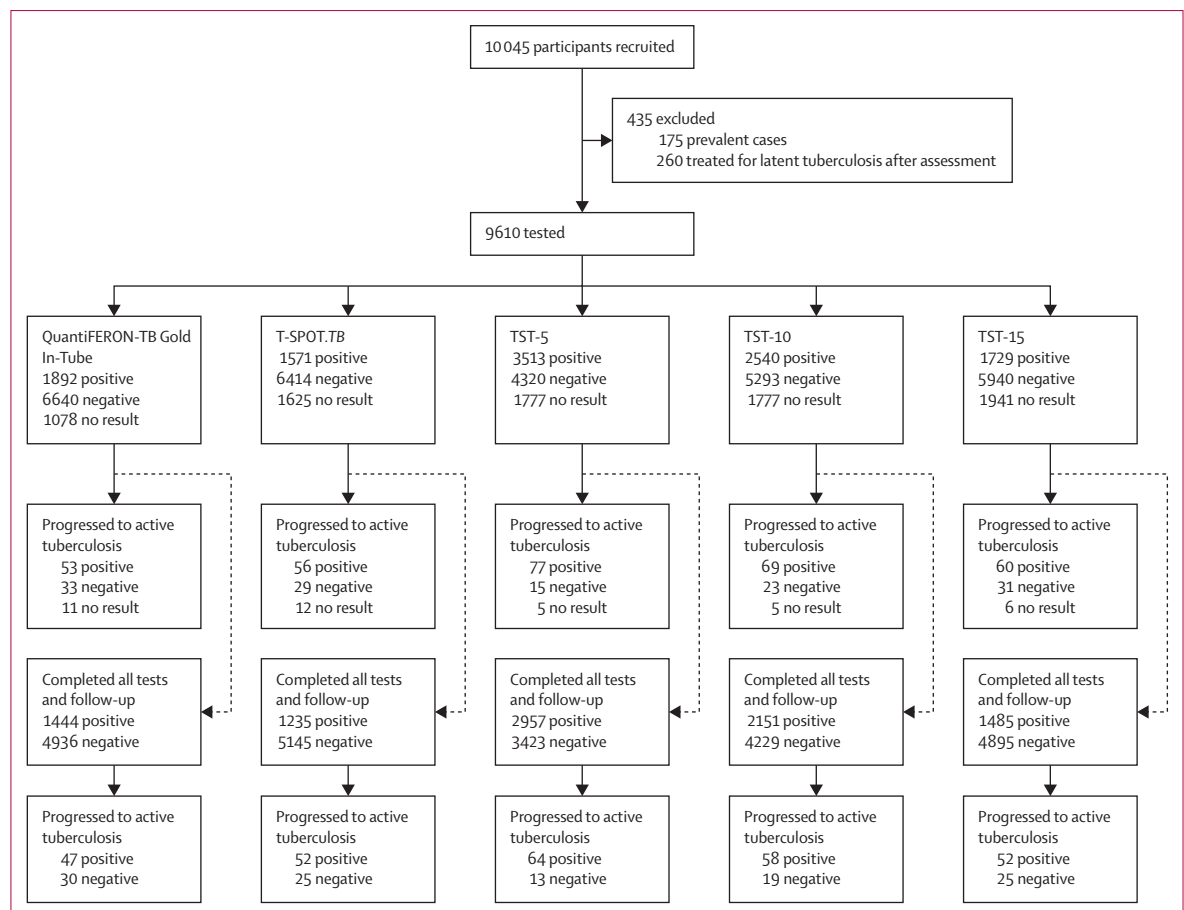 10 045 participants recruited
435 excluded
175 prevalent cases
260 treated for latent tuberculosis after assessment
9610 tested
QuantiFERON-TB Gold
In-Tube
1892 positive
6640 negative
1078 no result
T-SPOT.TB
1571 positive
6414 negative
1625 no result
TST-5
3513 positive
4320 negative
1777 no result
TST-10
2540 positive
5293 negative
1777 no result
TST-15
1729 positive
5940 negative
1941 no result
Progressed to active
tuberculosis
53 positive
33 negative
11 no result
Progressed to active
tuberculosis
56 positive
29 negative
12 no result
Progressed to active
tuberculosis
77 positive
15 negative
5 no result
Progressed to active
tuberculosis
69 positive
23 negative
5 no result
Progressed to active
tuberculosis
60 positive
31 negative
6 no result
Completed all tests
and follow-up
1444 positive
4936 negative
Completed all tests
and follow-up
1235 positive
5145 negative
Completed all tests
and follow-up
2957 positive
3423 negative
Completed all tests
and follow-up
2151 positive
4229 negative
Completed all tests
and follow-up
1485 positive
4895 negative
Progressed to active
tuberculosis
47 positive
30 negative
Progressed to active
tuberculosis
52 positive
25 negative
Progressed to active
tuberculosis
64 positive
13 negative
Progressed to active
tuberculosis
58 positive
19 negative
Progressed to active
tuberculosis
52 positive
25 negative